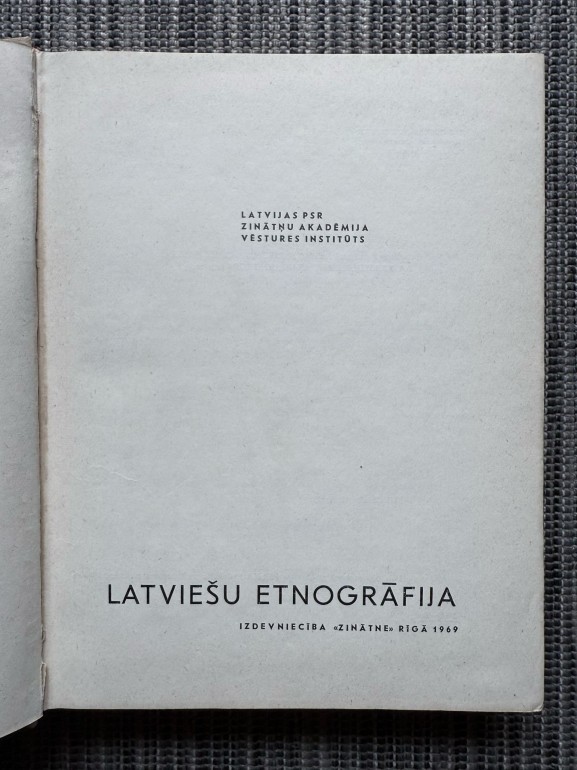 LATVIJAS PSR
ZINĀTŅU AKADĒMIJA
VĒSTURES INSTITŪTS
LATVIEŠU ETNOGRĀFIJA
IZDEVNIECĪBA «ZINĀTNE» RĪGĀ 1969